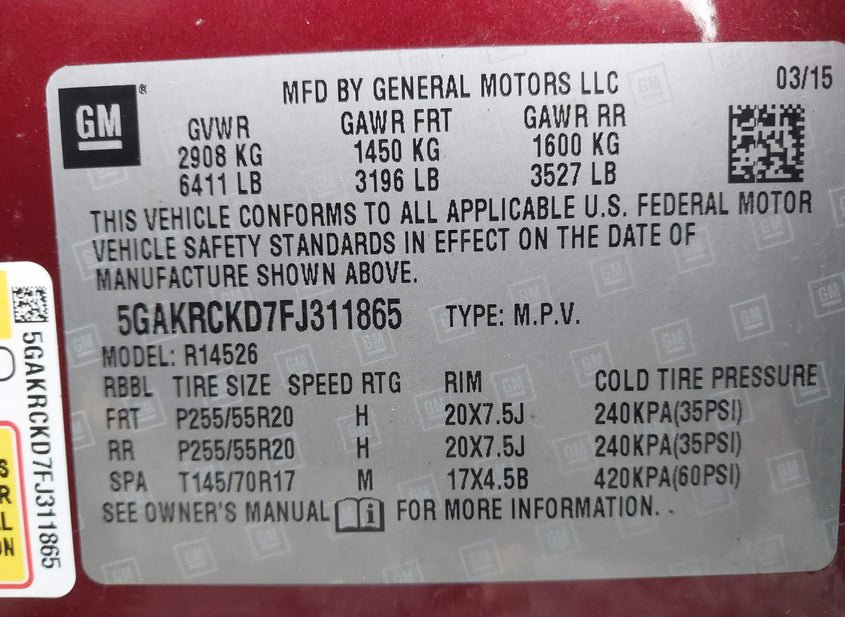 GM
MFD BY GENERAL MOTORS LLC 03/15
GVWR GAWR FRT GAWR RR
2908 KG 1450 KG 1600 KG
6411 LB 3196 LB 3527 LB
THIS VEHICLE CONFORMS TO ALL APPLICABLE U.S. FEDERAL MOTOR
VEHICLE SAFETY STANDARDS IN EFFECT ON THE DATE OF
MANUFACTURE SHOWN ABOVE.
5GAKRCKD7FJ311865 TYPE: M.P.V.
MODEL: R14526
RBBL TIRE SIZE SPEED RTG RIM COLD TIRE PRESSURE
FRT P255/55R20 H 20X7.5J 240KPA(35PSI)
RR P255/55R20 H 20X7.5J 240KPA(35PSI)
SPA T145/70R17 M 17X4.5B 420KPA(60PSI)
SEE OWNER'S MANUAL i FOR MORE INFORMATION.
5GAKRCKD7FJ311865